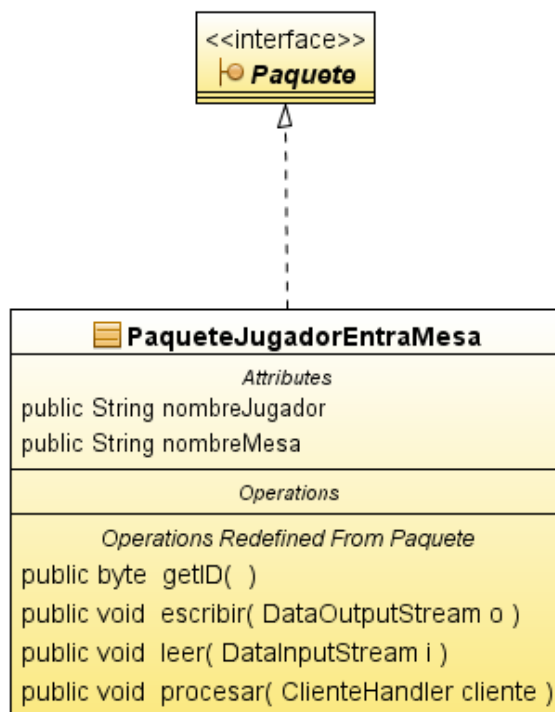 <<interface>>
Paquete
PaqueteJugadorEntraMesa
Attributes
public String nombreJugador
public String nombreMesa
Operations
Operations Redefined From Paquete
public byte getID( )
public void escribir( DataOutputStream o )
public void leer( DataInputStream i )
public void procesar( ClienteHandler cliente )